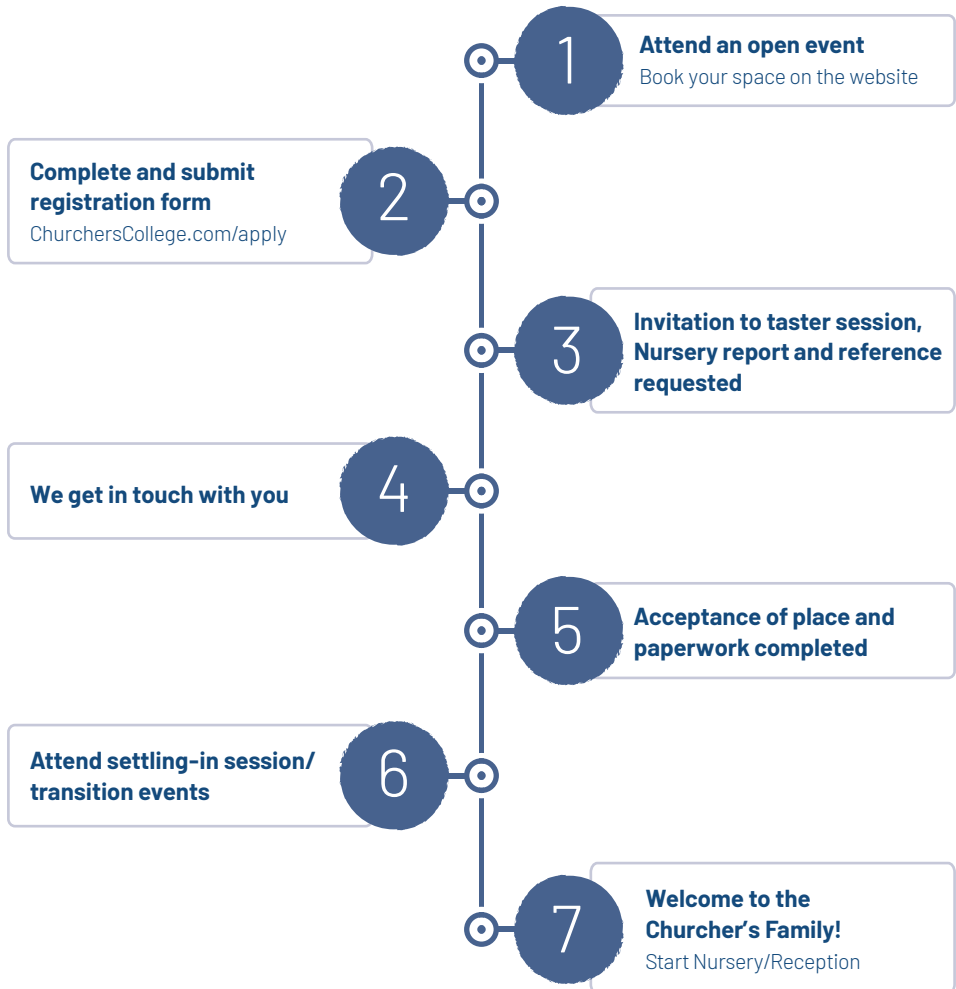 1
Attend an open event
Book your space on the website
2
Complete and submit
registration form
ChurchersCollege.com/apply
3
Invitation to taster session,
Nursery report and reference
requested
4
We get in touch with you
5
Acceptance of place and
paperwork completed
6
Attend settling-in session/
transition events
7
Welcome to the
Churcher’s Family!
Start Nursery/Reception